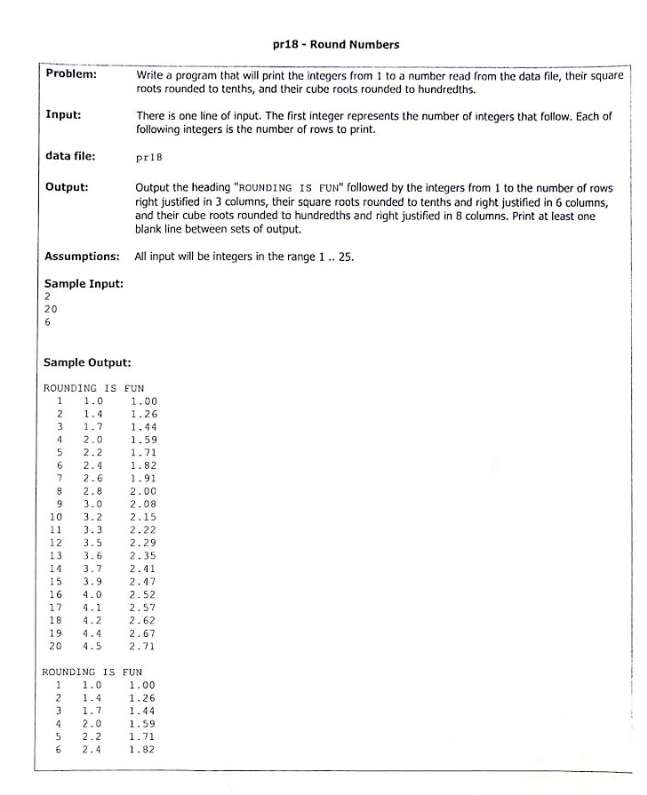 pr18 - Round Numbers
Problem: Write a program that will print the integers from 1 to a number read from the data file, their square
roots rounded to tenths, and their cube roots rounded to hundredths.
Input: There is one line of input. The first integer represents the number of integers that follow. Each of
following integers is the number of rows to print.
data file: pr18
Output: Output the heading "ROUNDING IS FUN" followed by the integers from 1 to the number of rows
right justified in 3 columns, their square roots rounded to tenths and right justified in 6 columns,
and their cube roots rounded to hundredths and right justified in 8 columns. Print at least one
blank line between sets of output.
Assumptions: All input will be integers in the range 1 .. 25.
Sample Input:
2
20
6
Sample Output:
ROUNDING IS FUN
1 1.0 1.00
2 1.4 1.26
3 1.7 1.44
4 2.0 1.59
5 2.2 1.71
6 2.4 1.82
7 2.6 1.91
8 2.8 2.00
9 3.0 2.08
10 3.2 2.15
11 3.3 2.22
12 3.5 2.29
13 3.6 2.35
14 3.7 2.41
15 3.9 2.47
16 4.0 2.52
17 4.1 2.57
18 4.2 2.62
19 4.4 2.67
20 4.5 2.71
ROUNDING IS FUN
1 1.0 1.00
2 1.4 1.26
3 1.7 1.44
4 2.0 1.59
5 2.2 1.71
6 2.4 1.82